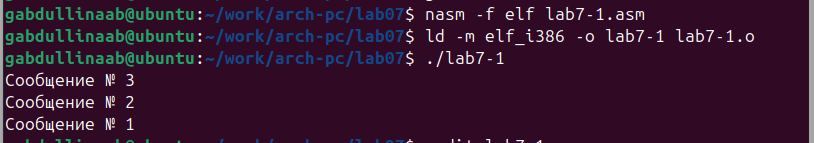 gabdullinaab@ubuntu:~/work/arch-pc/lab07$ nasm -f elf lab7-1.asm
gabdullinaab@ubuntu:~/work/arch-pc/lab07$ ld -m elf_i386 -o lab7-1 lab7-1.o
gabdullinaab@ubuntu:~/work/arch-pc/lab07$ ./lab7-1
Сообщение № 3
Сообщение № 2
Сообщение № 1